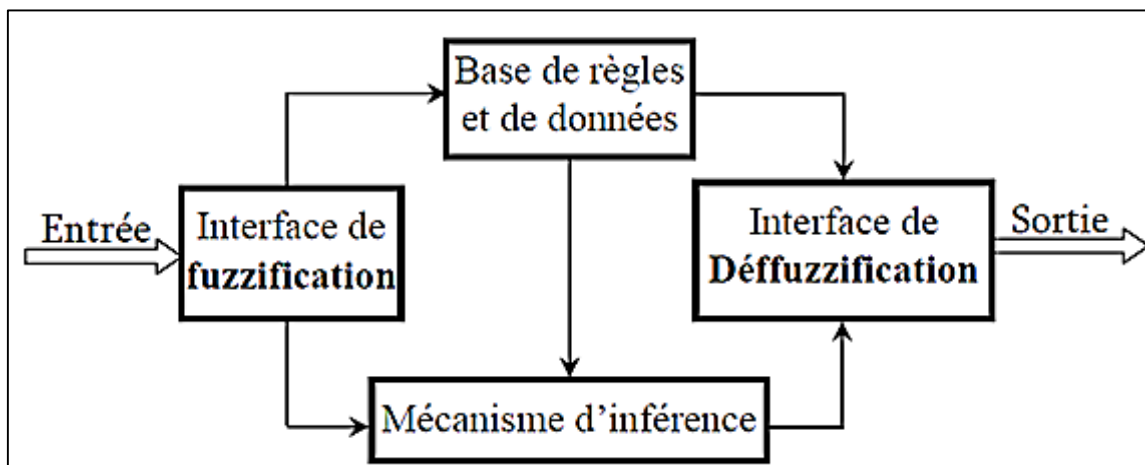 Base de règles
et de données
Entrée
Interface de
fuzzification
Interface de
Déffuzzification
Sortie
Mécanisme d'inférence